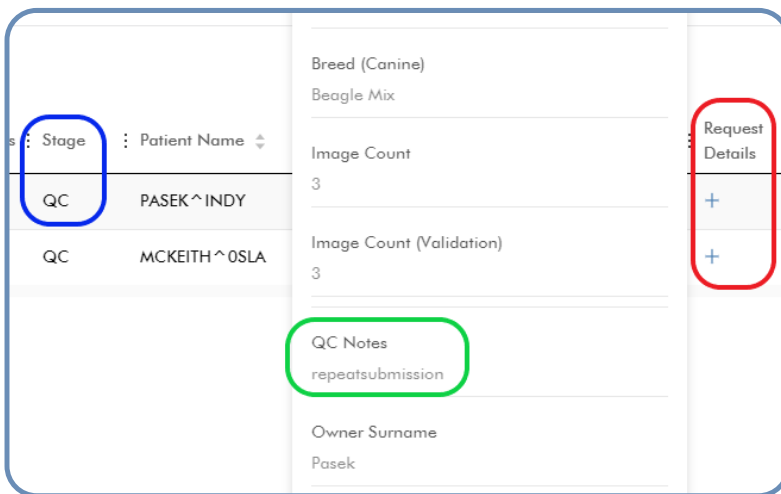 Breed (Canine)
Beagle Mix
s Stage Patient Name Request
Details
Image Count
3
QC PASEK^INDY +
Image Count (Validation)
QC MCKEITH^0SLA +
3
QC Notes
repeatsubmission
Owner Surname
Pasek